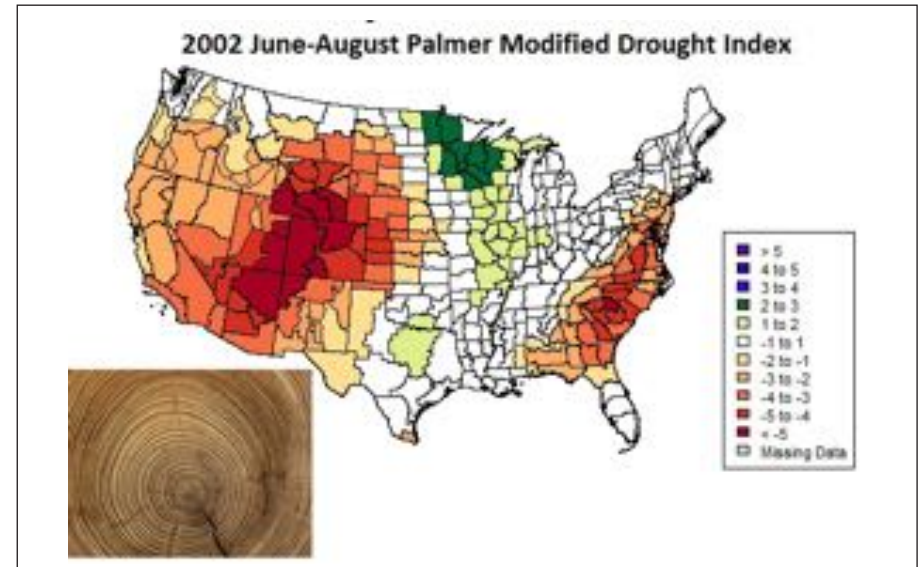 2002 June-August Palmer Modified Drought Index
> 5
4 to 5
3 to 4
2 to 3
1 to 2
-1 to 1
-2 to -1
-3 to -2
-4 to -3
-5 to -4
< -5
Missing Data